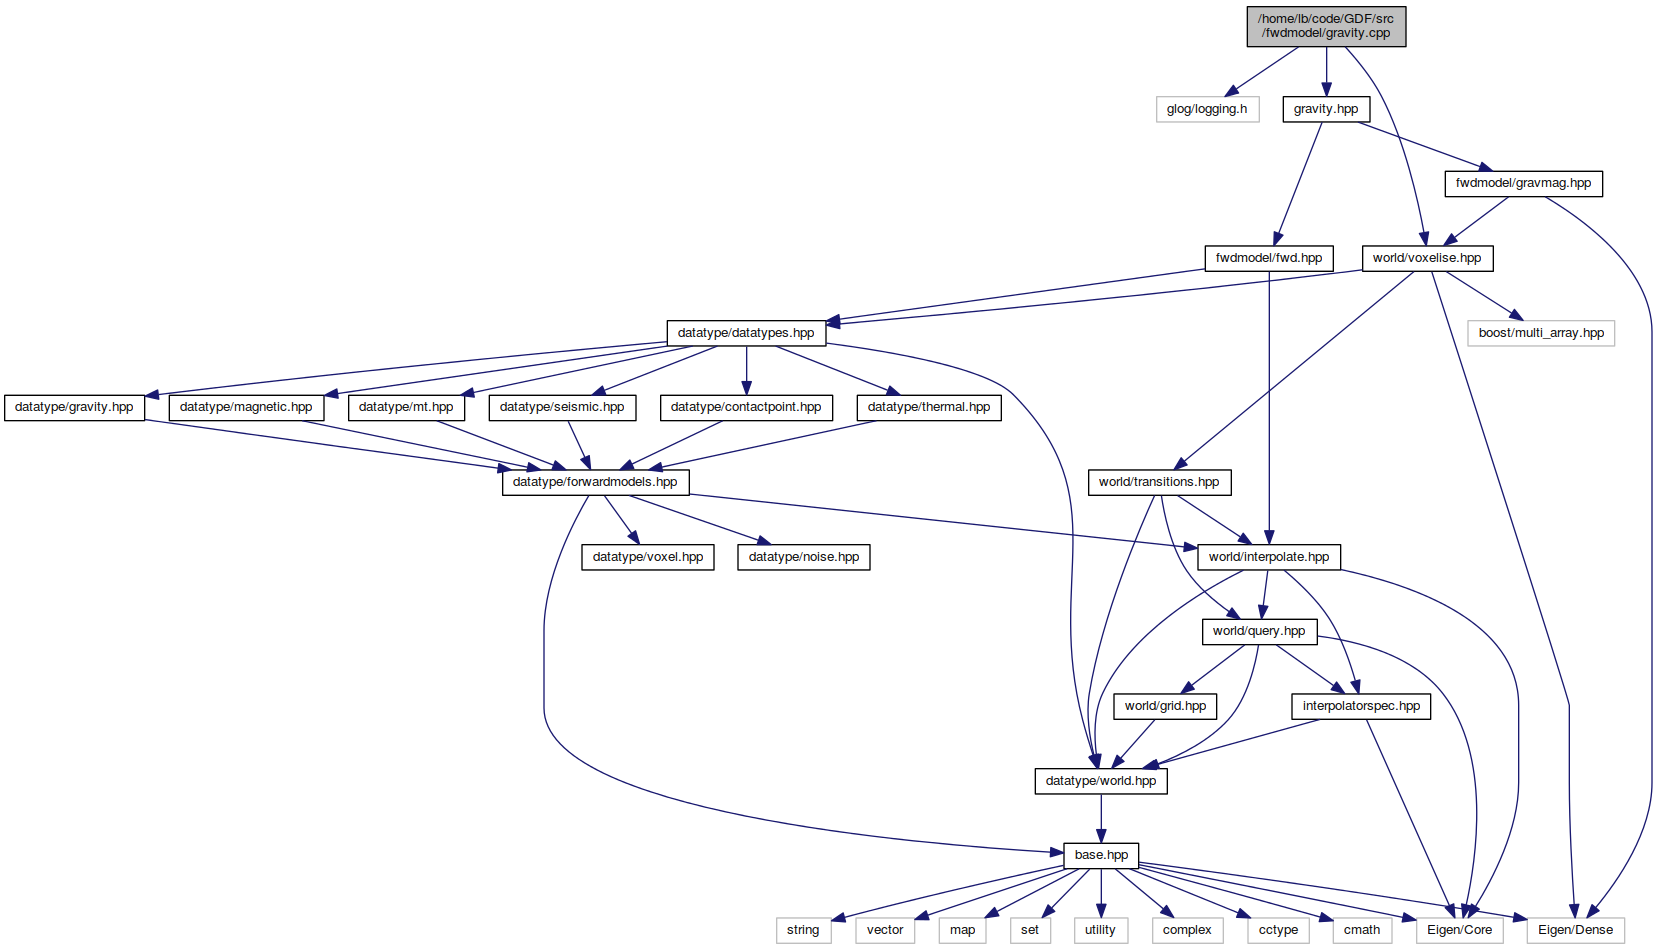 /home/lb/code/GDF/src
/fwdmodel/gravity.cpp
glog/logging.h
gravity.hpp
fwdmodel/gravmag.hpp
fwdmodel/fwd.hpp
world/voxelise.hpp
datatype/datatypes.hpp
boost/multi_array.hpp
datatype/gravity.hpp
datatype/magnetic.hpp
datatype/mt.hpp
datatype/seismic.hpp
datatype/contactpoint.hpp
datatype/thermal.hpp
datatype/forwardmodels.hpp
world/transitions.hpp
datatype/voxel.hpp
datatype/noise.hpp
world/interpolate.hpp
world/query.hpp
world/grid.hpp
interpolatorspec.hpp
datatype/world.hpp
base.hpp
string
vector
map
set
utility
complex
cctype
cmath
Eigen/Core
Eigen/Dense